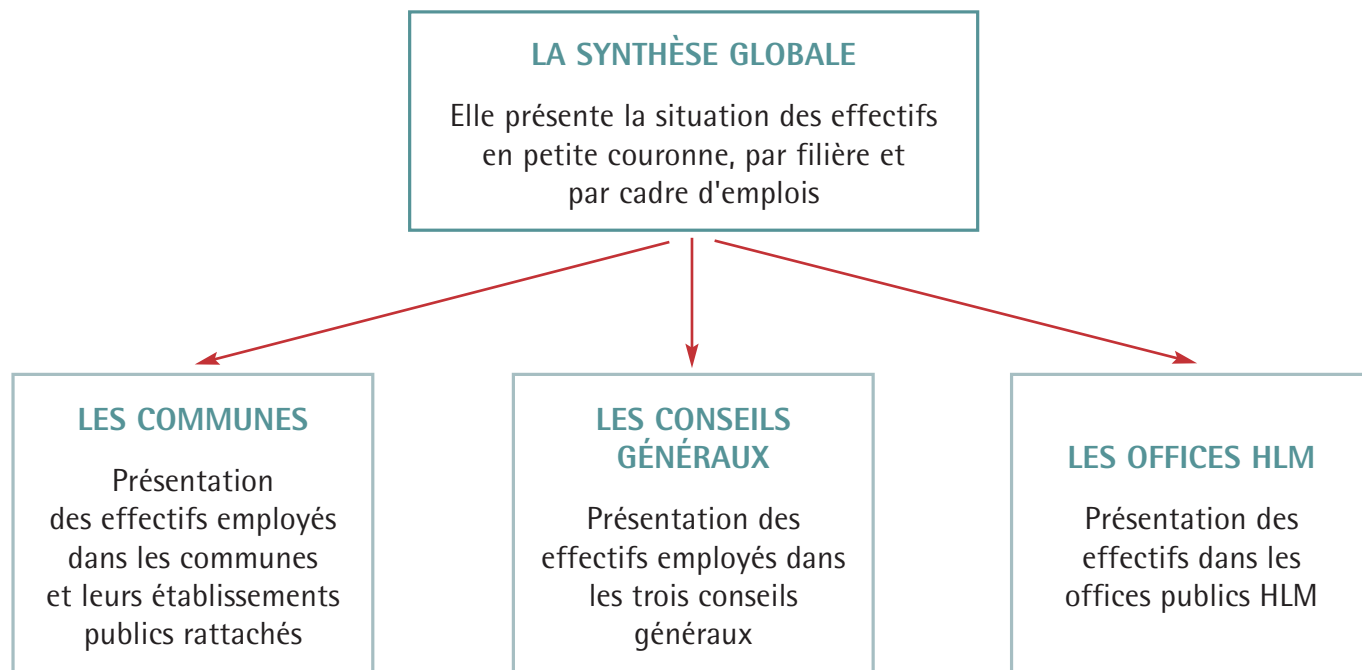 LA SYNTHÈSE GLOBALE
Elle présente la situation des effectifs
en petite couronne, par filière et
par cadre d'emplois
LES COMMUNES
Présentation
des effectifs employés
dans les communes
et leurs établissements
publics rattachés
LES CONSEILS
GÉNÉRAUX
Présentation des
effectifs employés dans
les trois conseils
généraux
LES OFFICES HLM
Présentation des
effectifs dans les
offices publics HLM